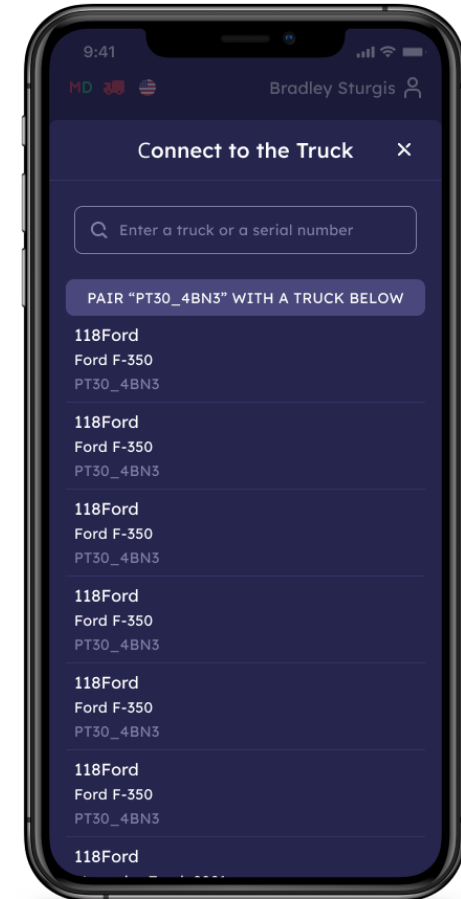 9:41
MD
Bradley Sturgis
Connect to the Truck
Enter a truck or a serial number
PAIR “PT30_4BN3” WITH A TRUCK BELOW
118Ford
Ford F-350
PT30_4BN3
118Ford
Ford F-350
PT30_4BN3
118Ford
Ford F-350
PT30_4BN3
118Ford
Ford F-350
PT30_4BN3
118Ford
Ford F-350
PT30_4BN3
118Ford
Ford F-350
PT30_4BN3
118Ford